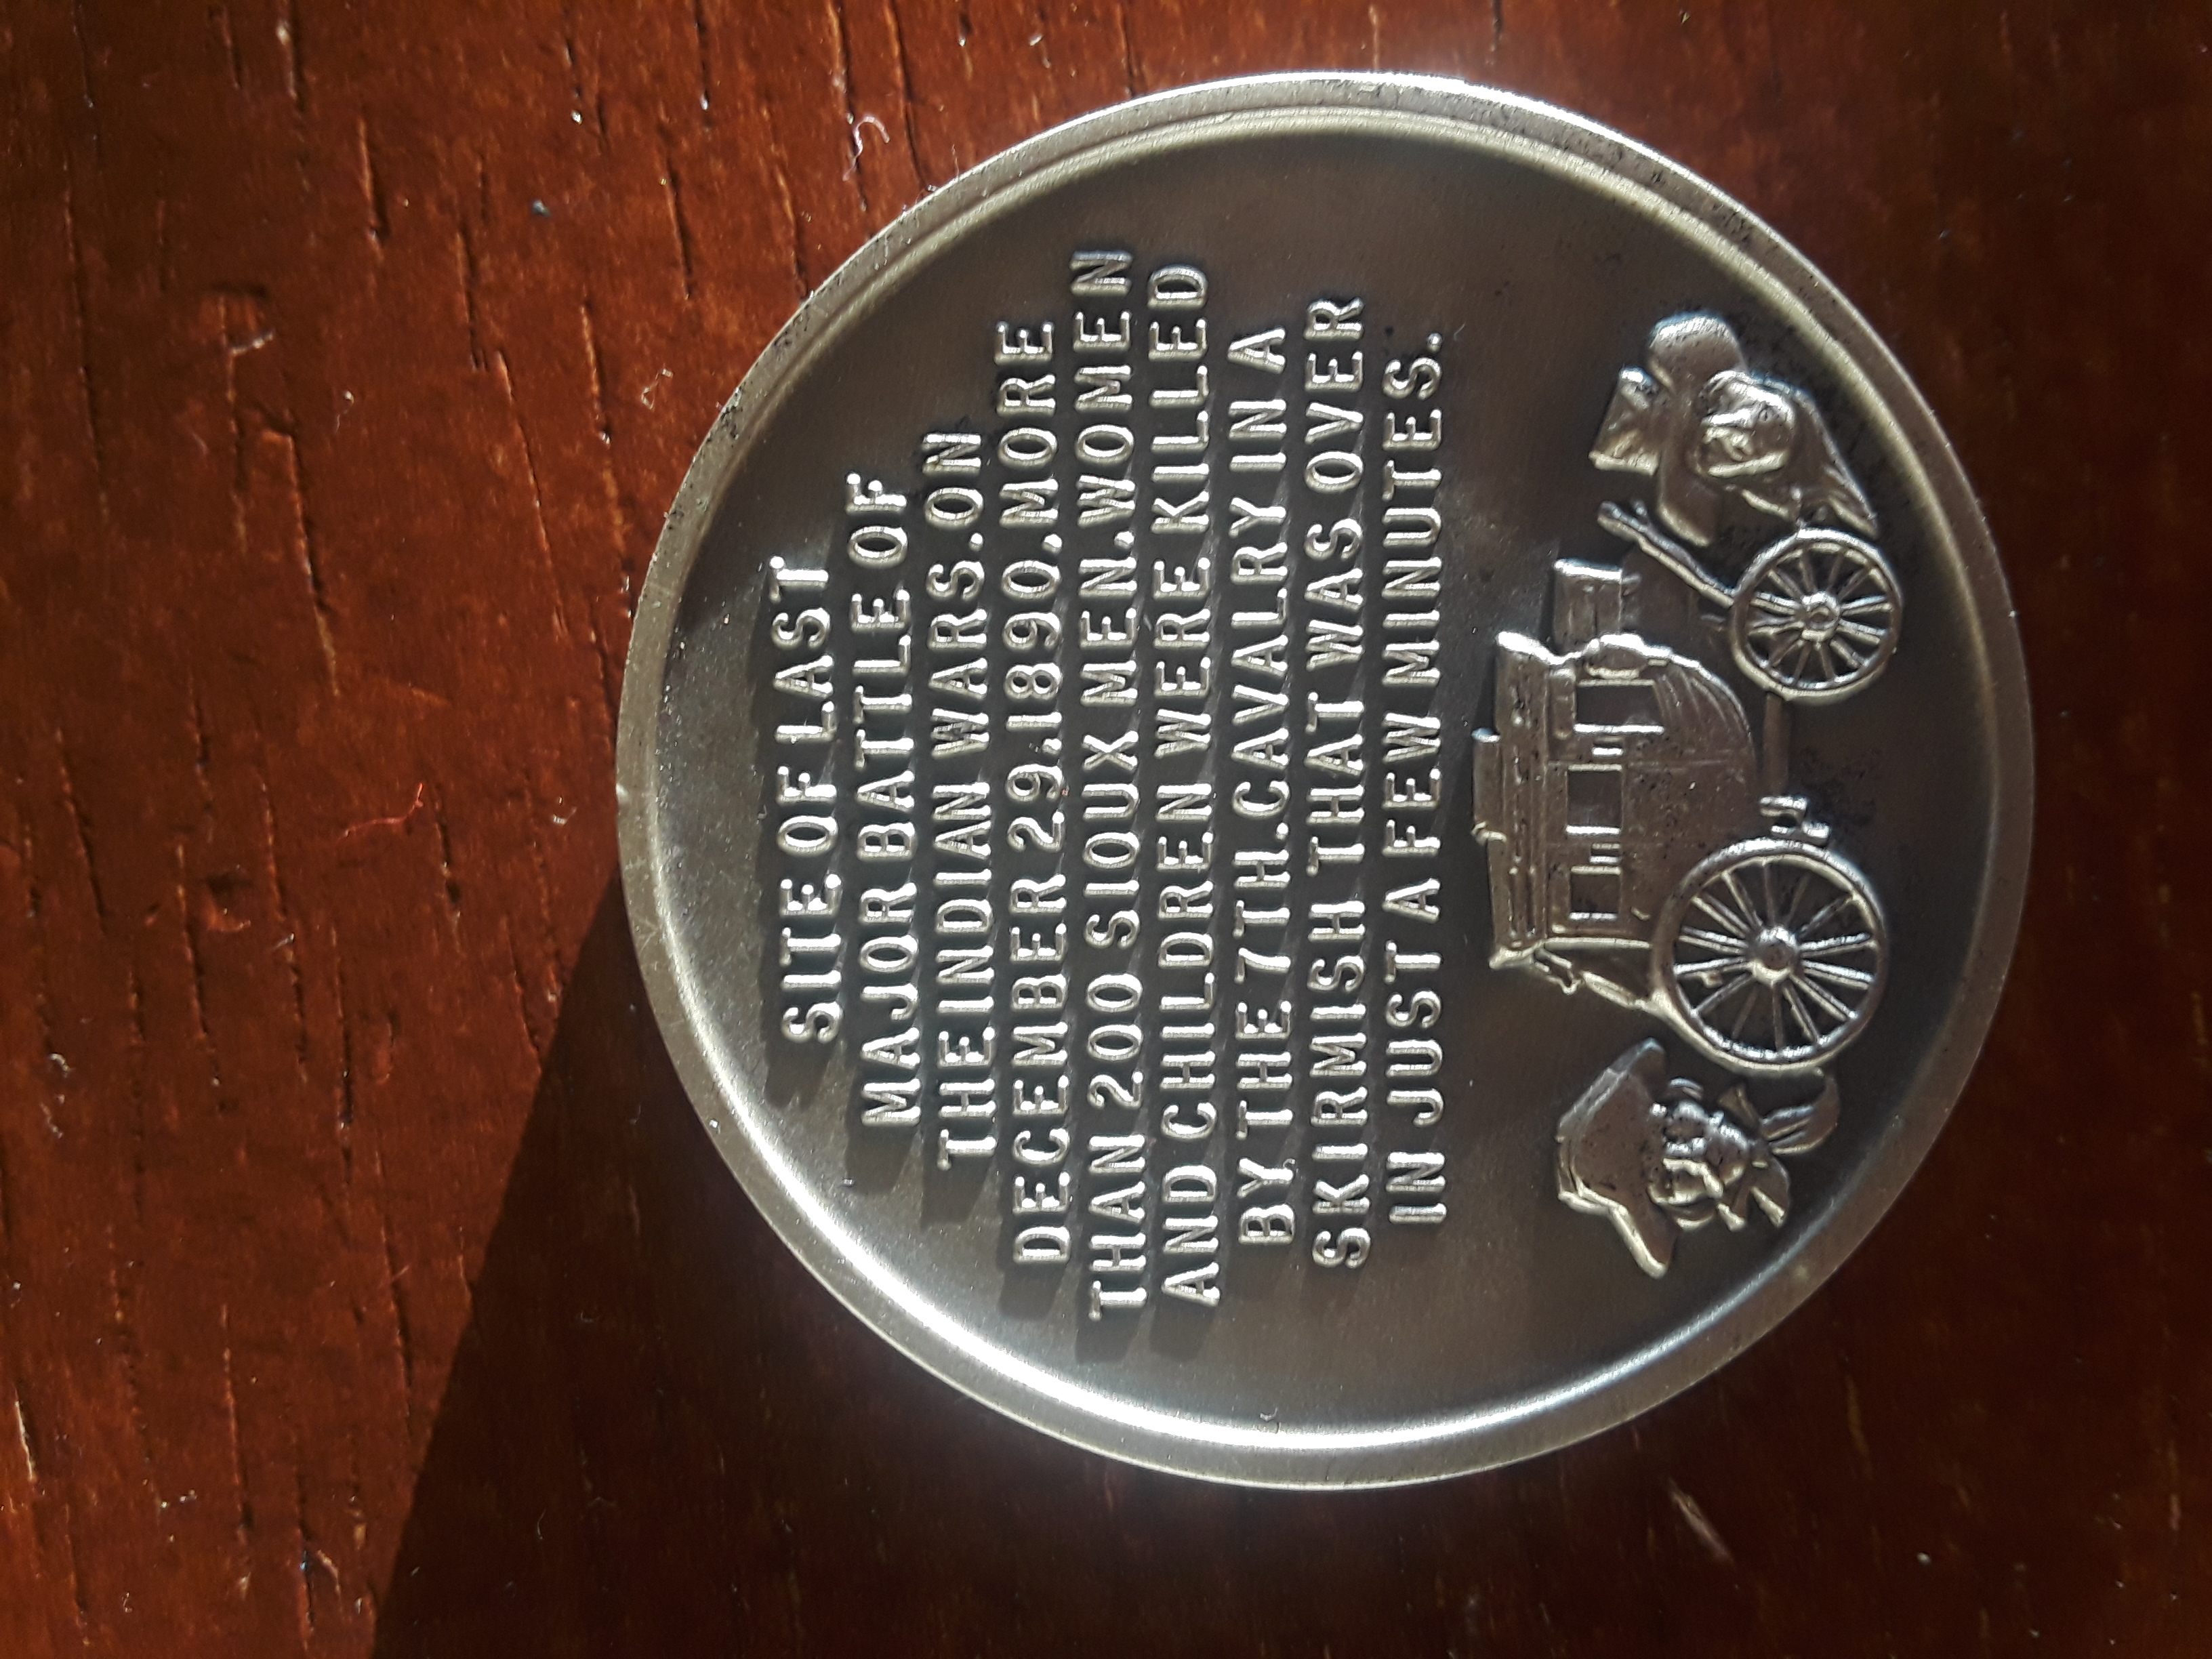 SITE OF LAST
MAJOR BATTLE OF
THE INDIAN WARS. ON
DECEMBER 29. 1890. MORE
THAN 200 SIOUX MEN. WOMEN
AND CHILDREN WERE KILLED
BY THE 7TH. CAVALRY IN A
SKIRMISH THAT WAS OVER
IN JUST A FEW MINUTES.